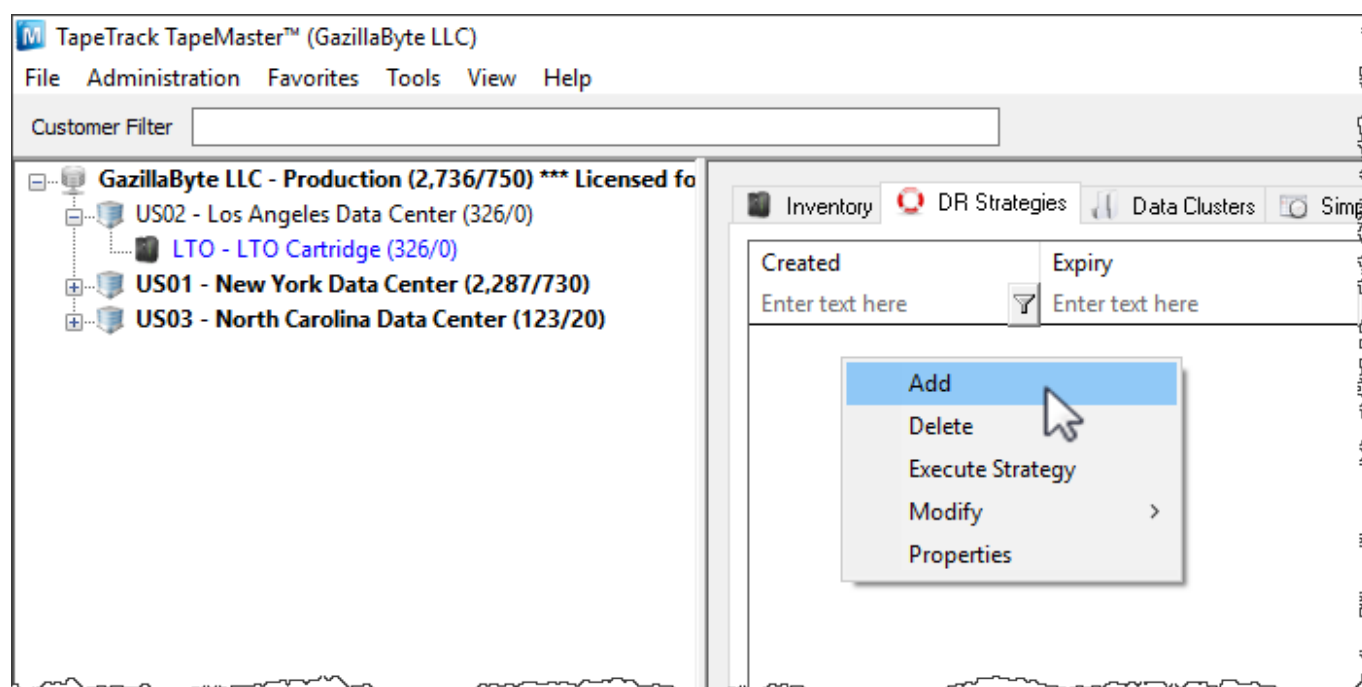 TapeTrack TapeMaster™ (GazillaByte LLC)
File Administration Favorites Tools View Help
Customer Filter
GazillaByte LLC - Production (2,736/750) *** Licensed fo
US02 - Los Angeles Data Center (326/0)
LTO - LTO Cartridge (326/0)
US01 - New York Data Center (2,287/730)
US03 - North Carolina Data Center (123/20)
Inventory DR Strategies Data Clusters Simp
Created Expiry
Enter text here Enter text here
Add
Delete
Execute Strategy
Modify
Properties